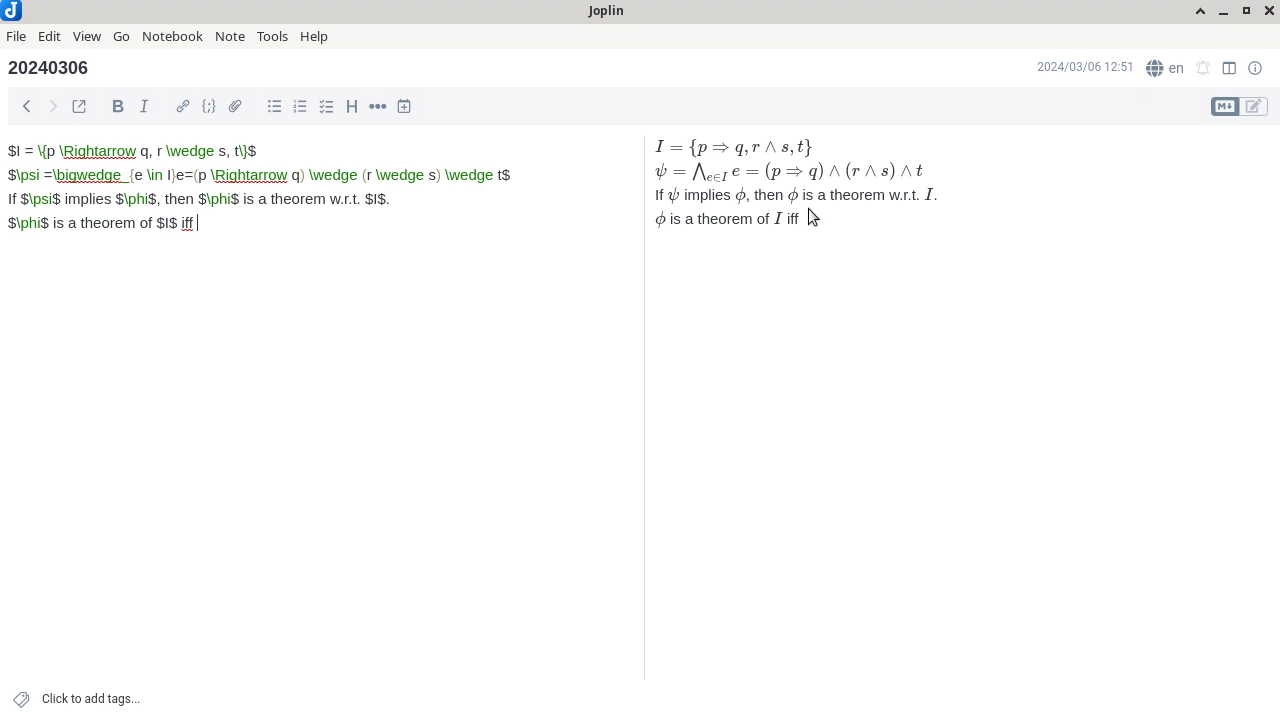 Joplin
File Edit View Go Notebook Note Tools Help
20240306
2024/03/06 12:51 en
B I H M↓
$I = \{p \Rightarrow q, r \wedge s, t\}$
$\psi =\bigwedge_{e \in I}e=(p \Rightarrow q) \wedge (r \wedge s) \wedge t$
If $\psi$ implies $\phi$, then $\phi$ is a theorem w.r.t. $I$.
$\phi$ is a theorem of $I$ iff
I = {p ⇒ q, r ∧ s, t}
ψ = ⋀e∈I e = (p ⇒ q) ∧ (r ∧ s) ∧ t
If ψ implies ϕ, then ϕ is a theorem w.r.t. I.
ϕ is a theorem of I iff
Click to add tags...